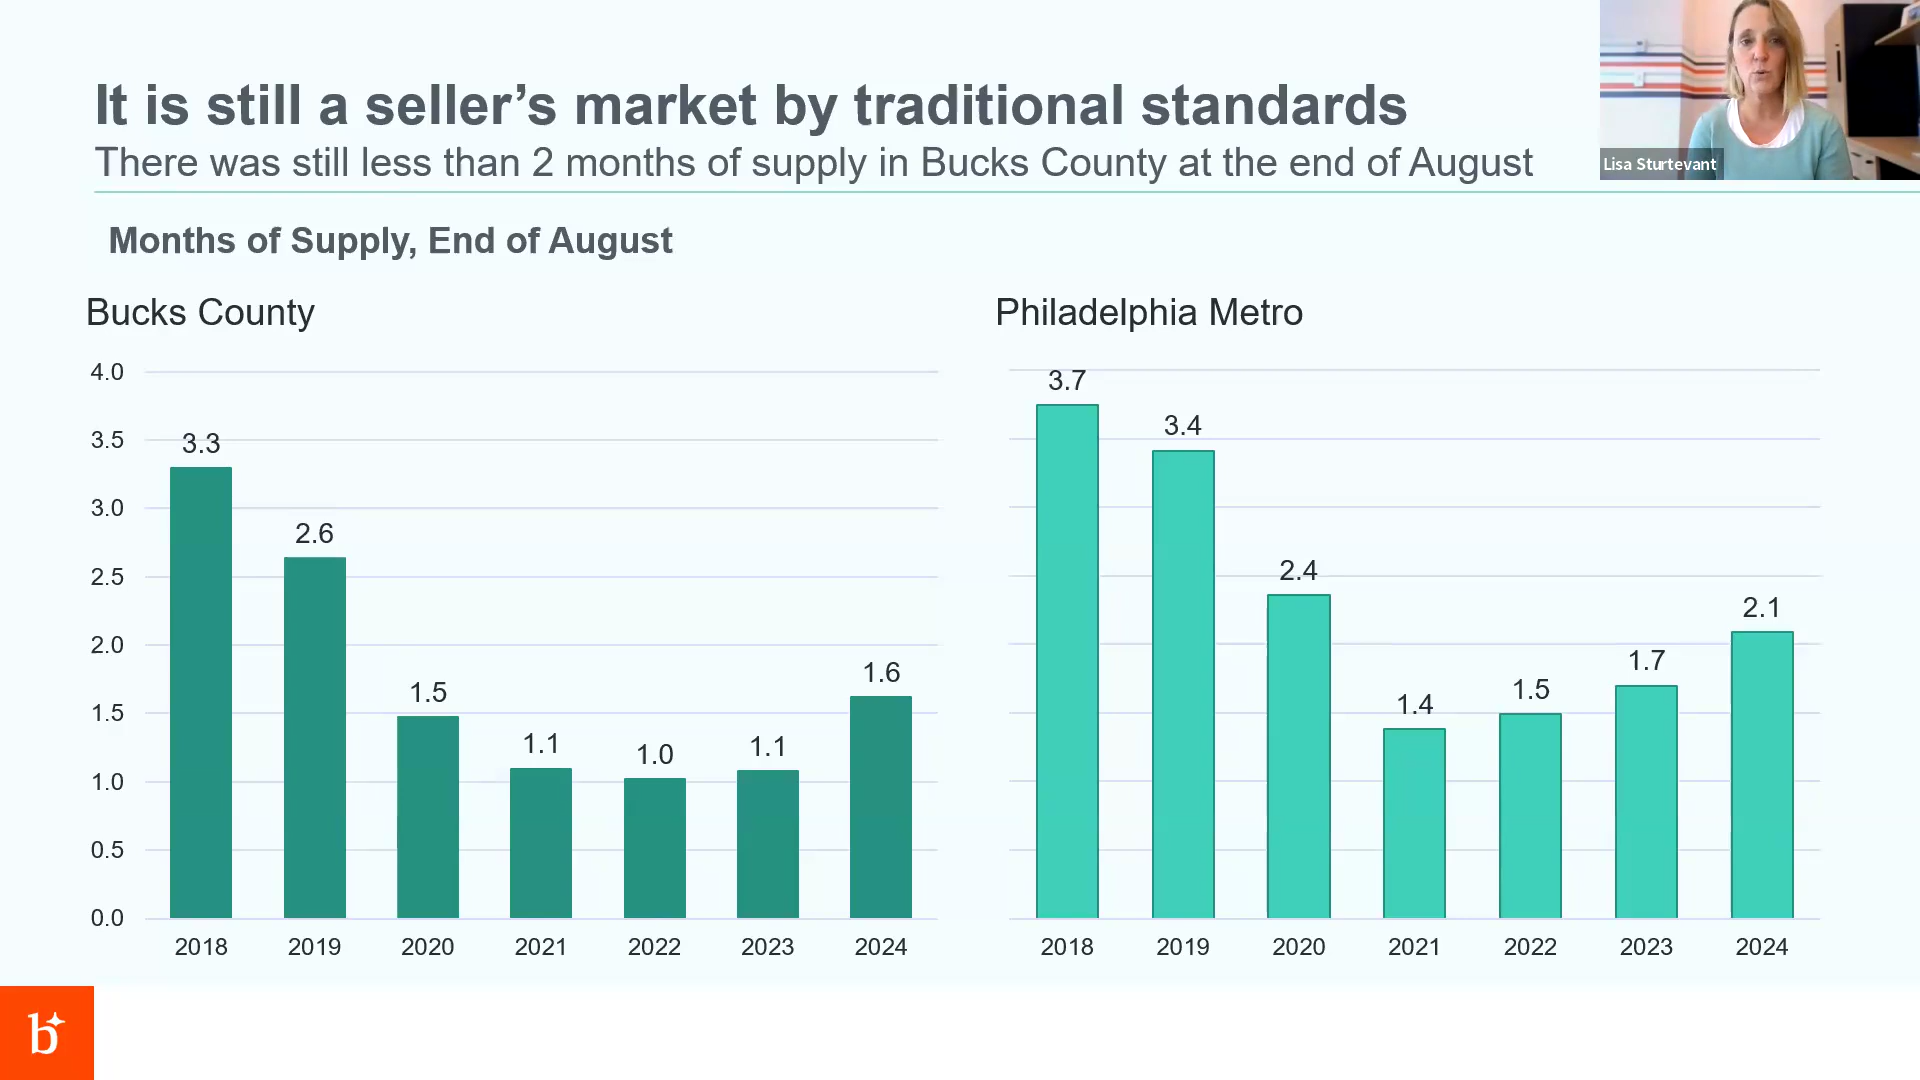 It is still a seller’s market by traditional standards
There was still less than 2 months of supply in Bucks County at the end of August
Lisa Sturtevant
Months of Supply, End of August
Bucks County
4.0
3.5
3.0
2.5
2.0
1.5
1.0
0.5
0.0
3.3
2.6
1.5
1.1
1.0
1.1
1.6
2018 2019 2020 2021 2022 2023 2024
Philadelphia Metro
3.7
3.4
2.4
1.4
1.5
1.7
2.1
2018 2019 2020 2021 2022 2023 2024
b